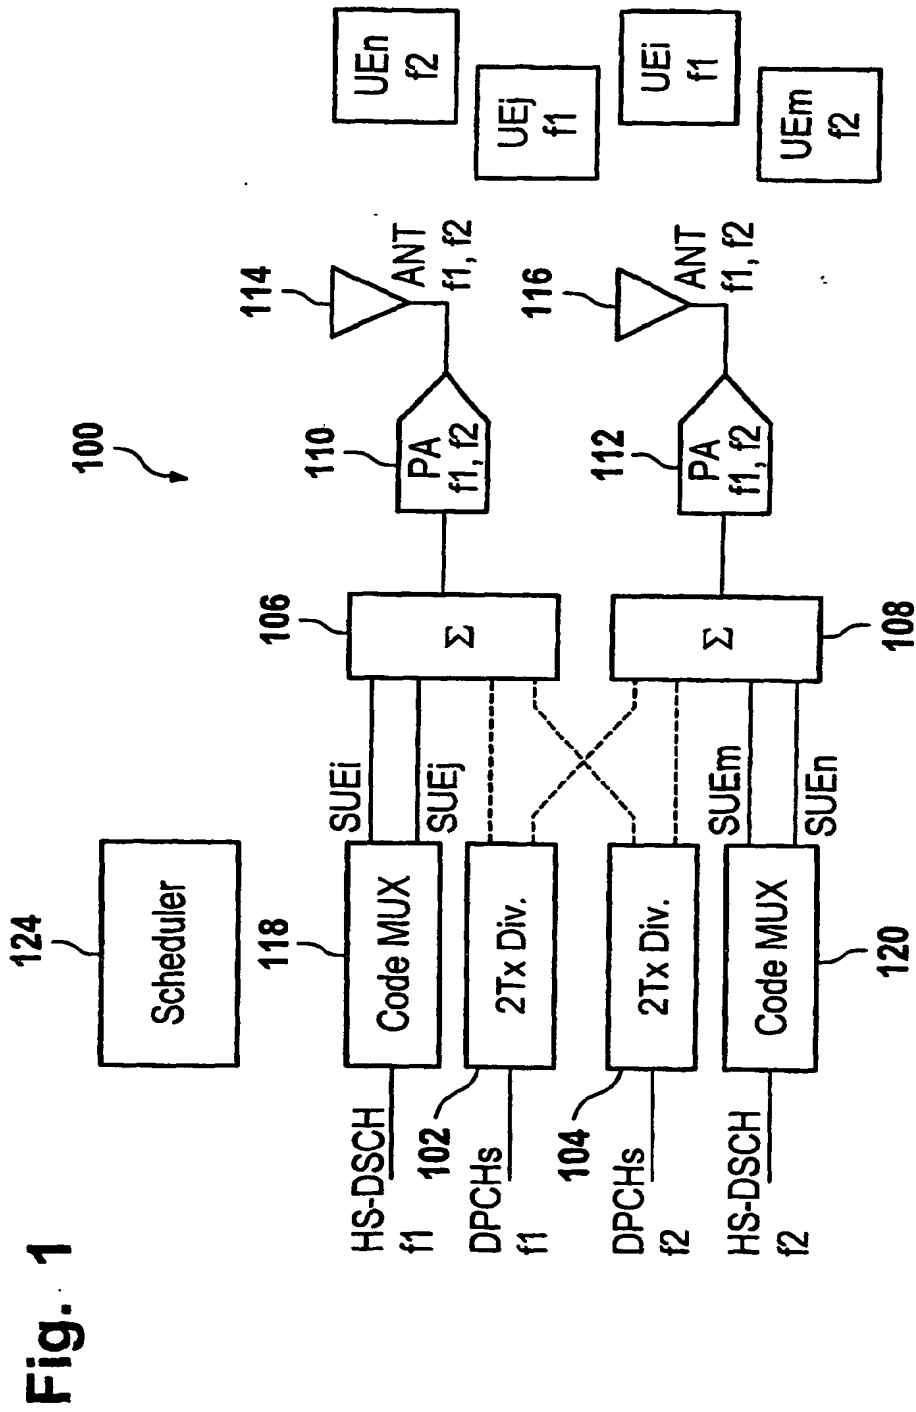 Fig. 1
100
124
Scheduler
118
Code MUX
HS-DSCH
f1
SUEi
SUEj
102
2Tx Div.
DPCHs
f1
104
2Tx Div.
DPCHs
f2
120
Code MUX
HS-DSCH
f2
SUEm
SUEn
106
Σ
108
Σ
110
PA
f1, f2
112
PA
f1, f2
114
ANT
f1, f2
116
ANT
f1, f2
UEn
f2
UEj
f1
UEi
f1
UEm
f2